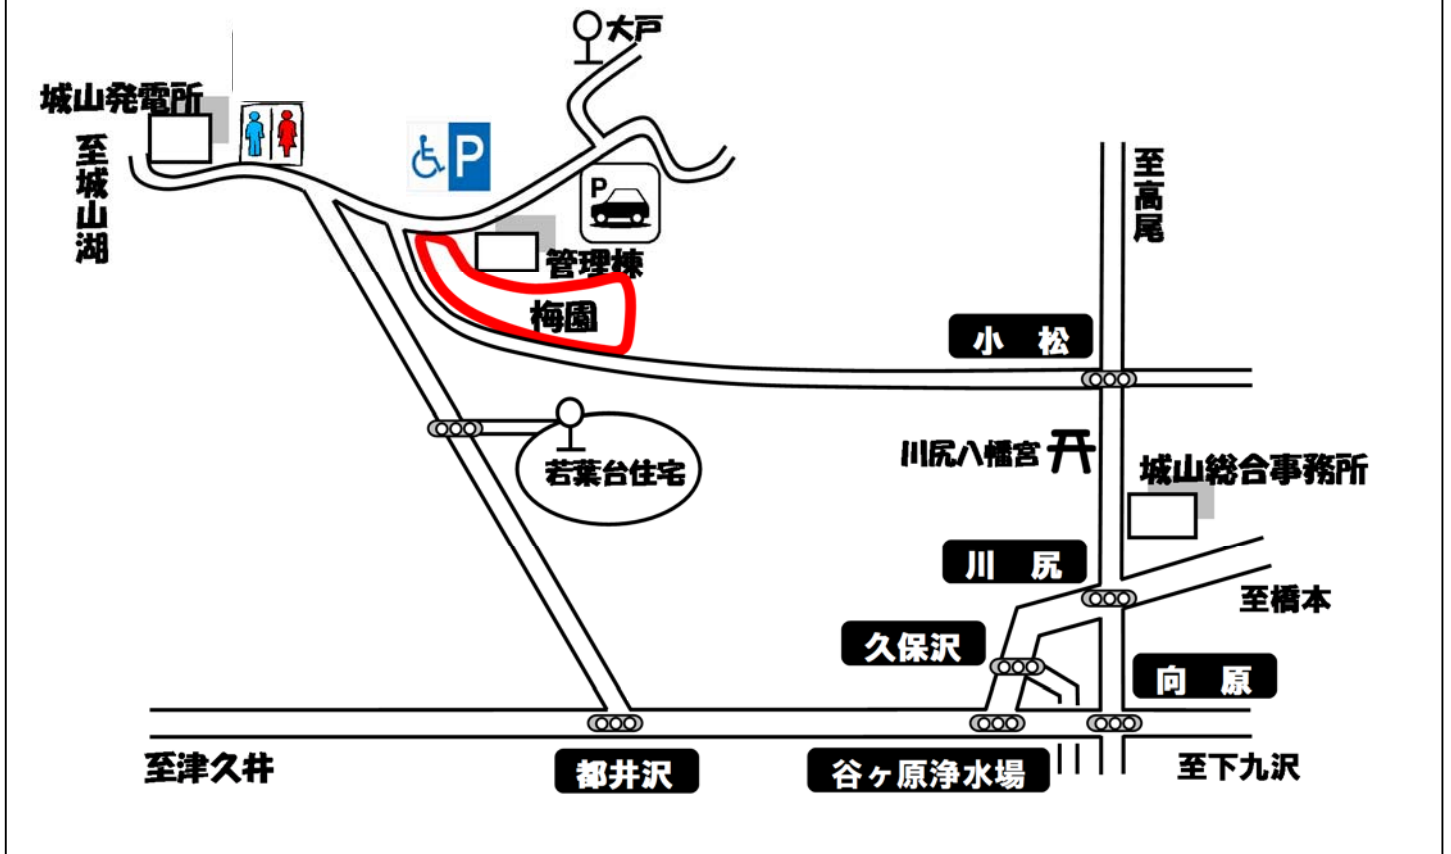 大戸
城山発電所
至城山湖
P
P
至高尾
管理棟
梅園
小　松
川尻八幡宮
城山総合事務所
若葉台住宅
川　尻
至橋本
久保沢
向　原
至津久井
都井沢
谷ヶ原浄水場
至下九沢